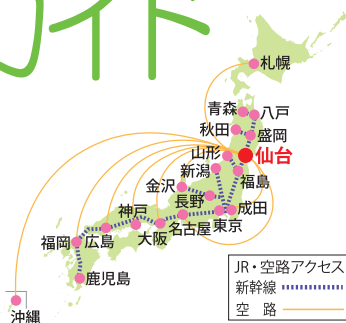 ガイド
札幌
青森
八戸
秋田
盛岡
山形
仙台
新潟
福島
金沢
長野
成田
神戸
東京
名古屋
大阪
福岡
広島
鹿児島
沖縄
JR・空路アクセス
新幹線
空 路